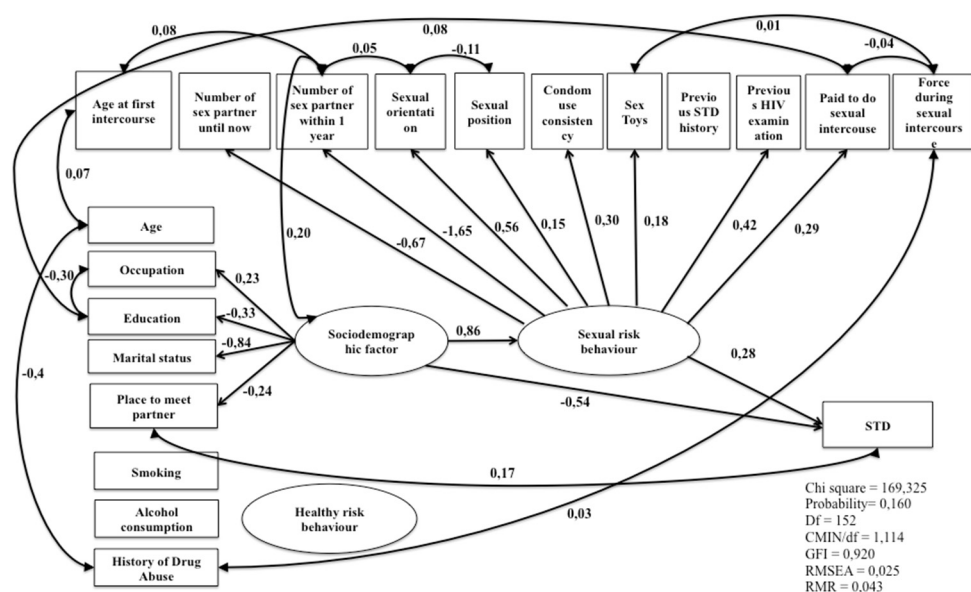 0,08
0,08
0,01
0,05
-0,11
-0,04
Age at first
intercourse
Number of
sex partner
until now
Number of
sex partner
within 1
year
Sexual
orientati
on
Sexual
position
Condom
use
consisten
cy
Sex
Toys
Previo
us STD
history
Previou
s HIV
examin
ation
Paid to do
sexual
intercouse
Force
during
sexual
intercours
e
0,07
0,20
-0,67
-1,65
0,56
0,15
0,30
0,18
0,42
0,29
Age
-0,30
Occupation
0,23
Education
-0,33
Marital status
-0,84
Place to meet
partner
-0,24
-0,4
Sociodemograp
hic factor
0,86
Sexual risk
behaviour
0,28
-0,54
STD
0,17
Smoking
Alcohol
consumption
History of Drug
Abuse
Healthy risk
behaviour
0,03
Chi square = 169,325
Probability= 0,160
Df = 152
CMIN/df = 1,114
GFI = 0,920
RMSEA = 0,025
RMR = 0,043